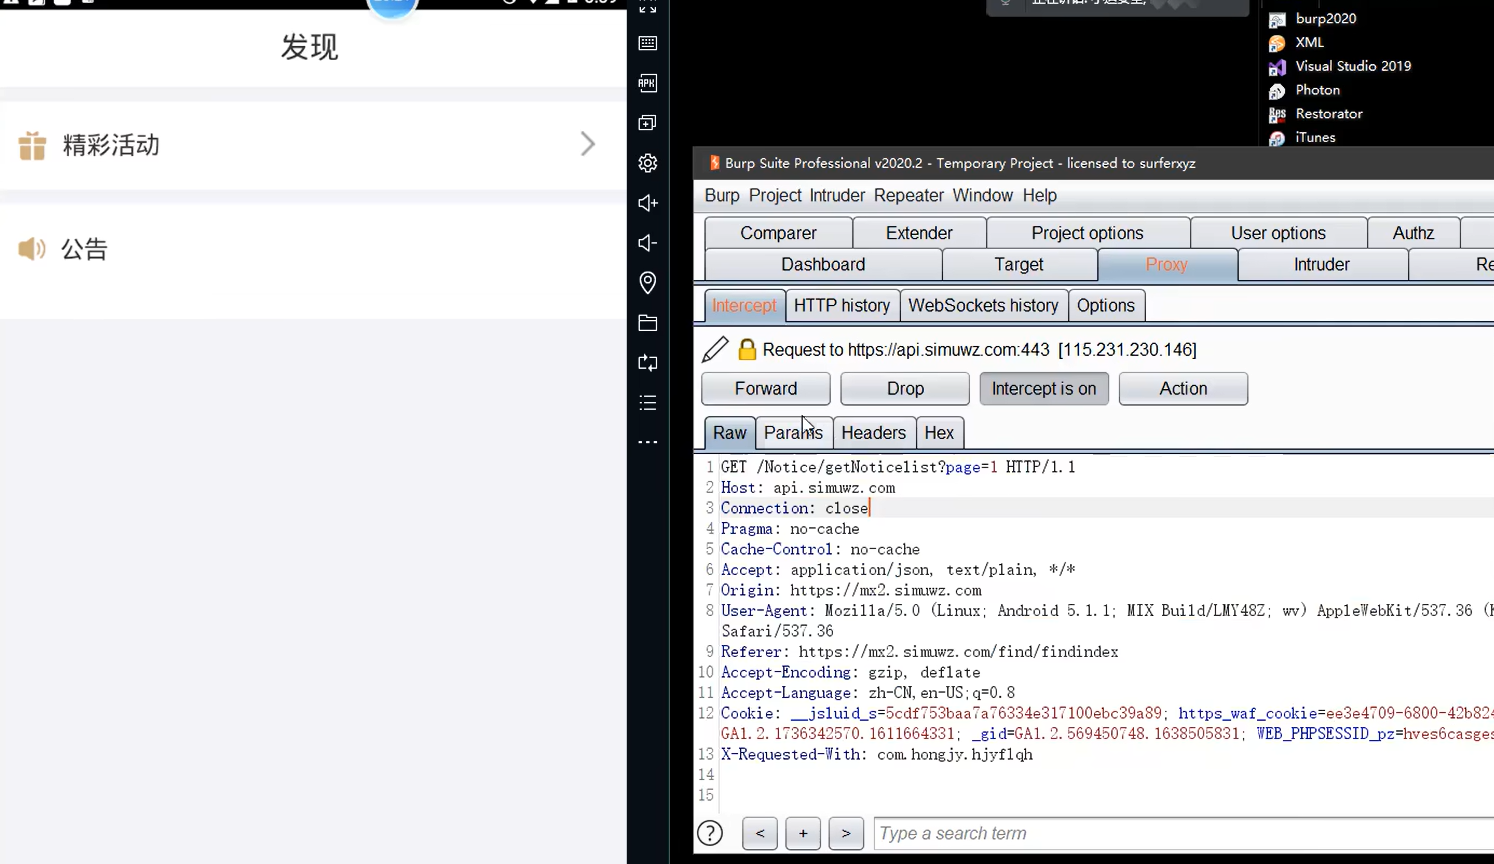 发现
精彩活动
公告
APK
burp2020
XML
Visual Studio 2019
Photon
Restorator
iTunes
Burp Suite Professional v2020.2 - Temporary Project - licensed to surferxyz
Burp Project Intruder Repeater Window Help
Comparer Extender Project options User options Authz
Dashboard Target Proxy Intruder
Intercept HTTP history WebSockets history Options
Request to https://api.simuwz.com:443 [115.231.230.146]
Forward Drop Intercept is on Action
Raw Params Headers Hex
1 GET /Notice/getNoticelist?page=1 HTTP/1.1
2 Host: api.simuwz.com
3 Connection: close
4 Pragma: no-cache
5 Cache-Control: no-cache
6 Accept: application/json, text/plain, */*
7 Origin: https://mx2.simuwz.com
8 User-Agent: Mozilla/5.0 (Linux; Android 5.1.1; MIX Build/LMY48Z; wv) AppleWebKit/537.36 (K
Safari/537.36
9 Referer: https://mx2.simuwz.com/find/findindex
10 Accept-Encoding: gzip, deflate
11 Accept-Language: zh-CN,en-US;q=0.8
12 Cookie: __jsluid_s=5cdf753baa7a76334e317100ebc39a89; https_waf_cookie=ee3e4709-6800-42b824
GA1.2.1736342570.1611664331; _gid=GA1.2.569450748.1638505831; WEB_PHPSESSID_pz=hves6casges
13 X-Requested-With: com.hongjy.hjyflqh
14
15
? < + > Type a search term